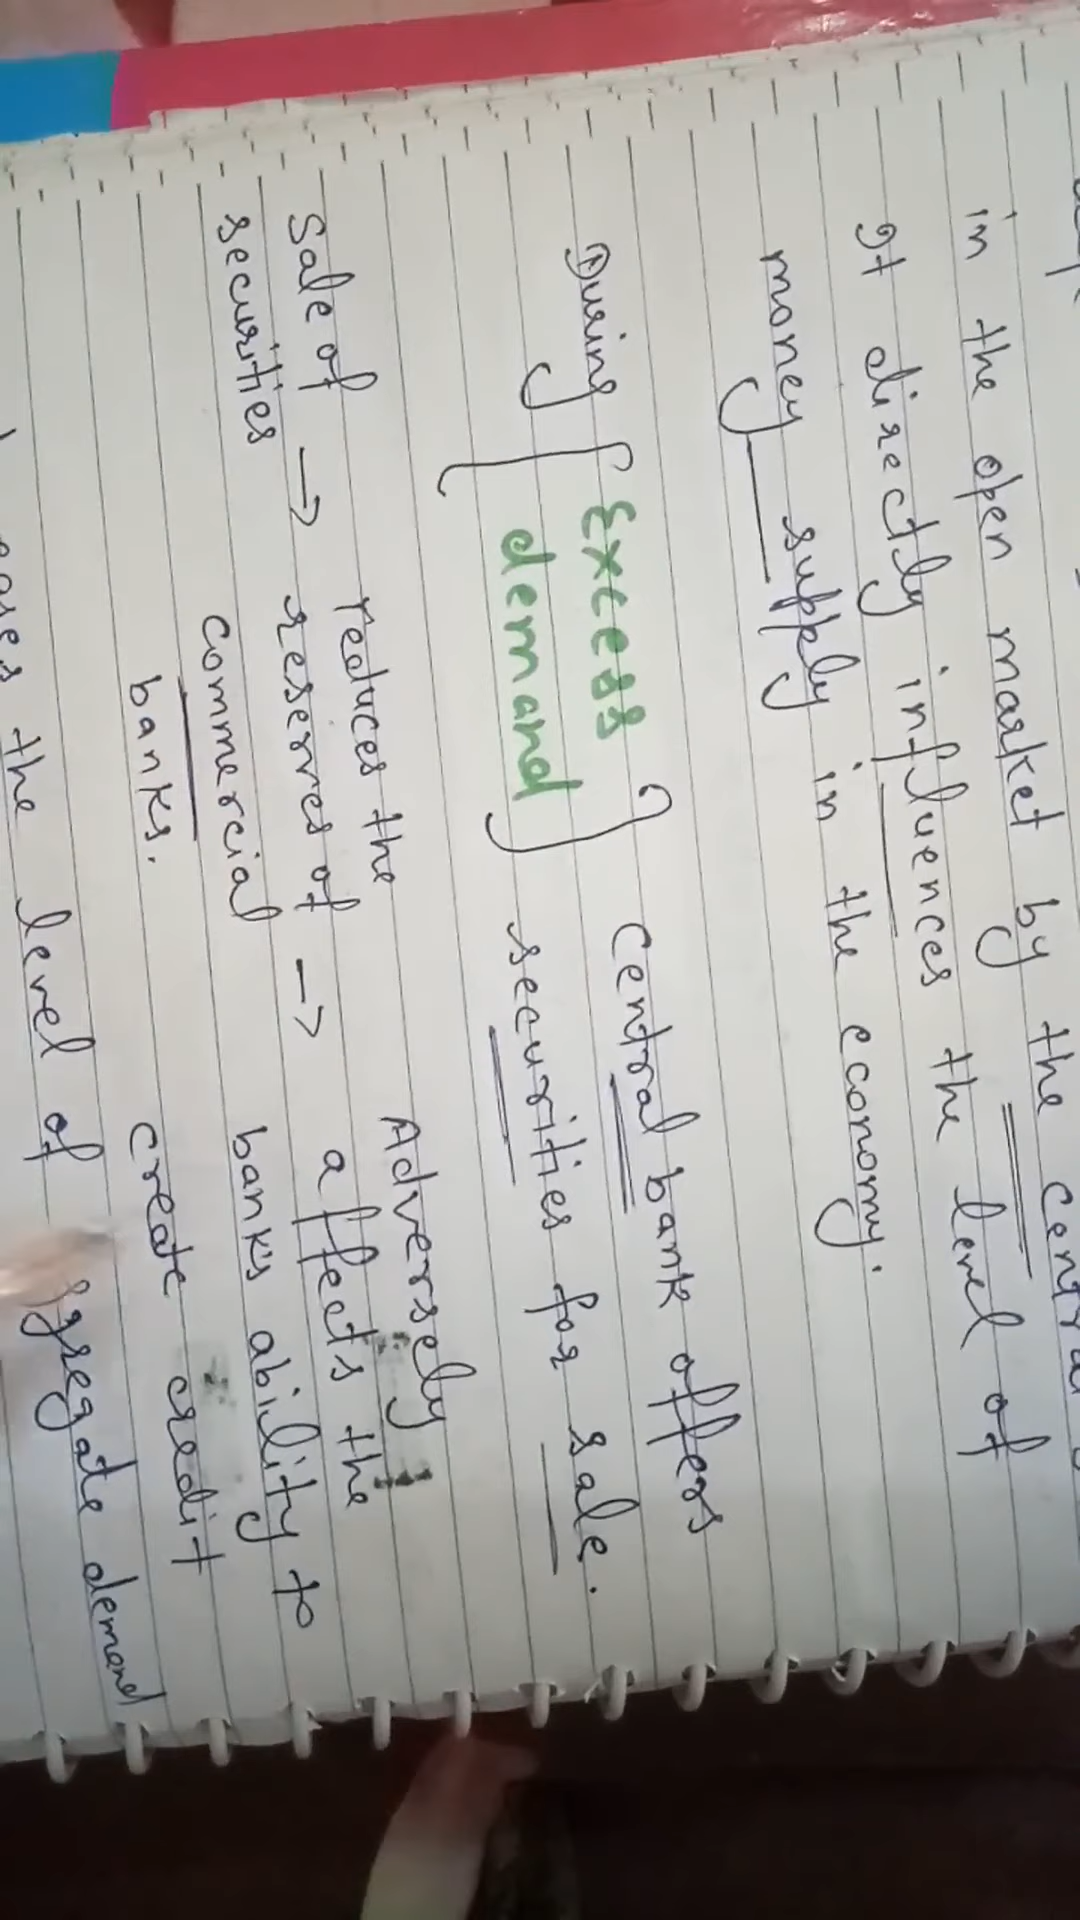 in the open market by the
It directly influences the level of
money supply in the economy.
During Excess demand Central bank offers
securities for sale.
Sale of securities → reduces the reserves of commercial banks. → Adversely affects the banks ability to create credit
the level of demand